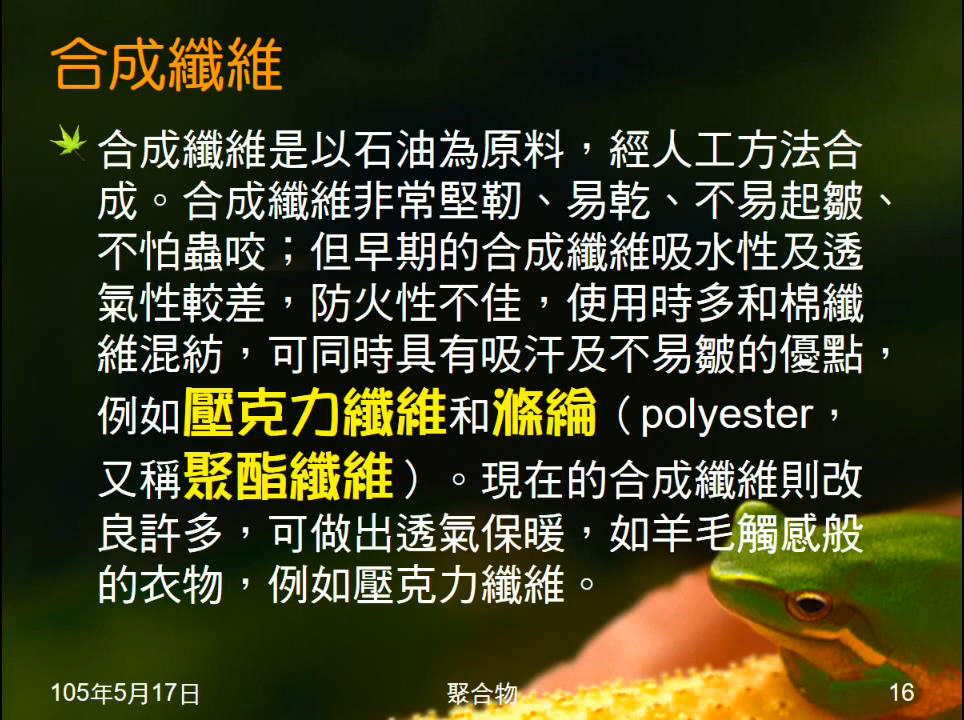 合成纖維
合成纖維是以石油為原料，經人工方法合
成。合成纖維非常堅韌、易乾、不易起皺、
不怕蟲咬；但早期的合成纖維吸水性及透
氣性較差，防火性不佳，使用時多和棉纖
維混紡，可同時具有吸汗及不易皺的優點，
例如壓克力纖維和滌綸（polyester，
又稱聚酯纖維）。現在的合成纖維則改
良許多，可做出透氣保暖，如羊毛觸感般
的衣物，例如壓克力纖維。
105年5月17日
聚合物
16